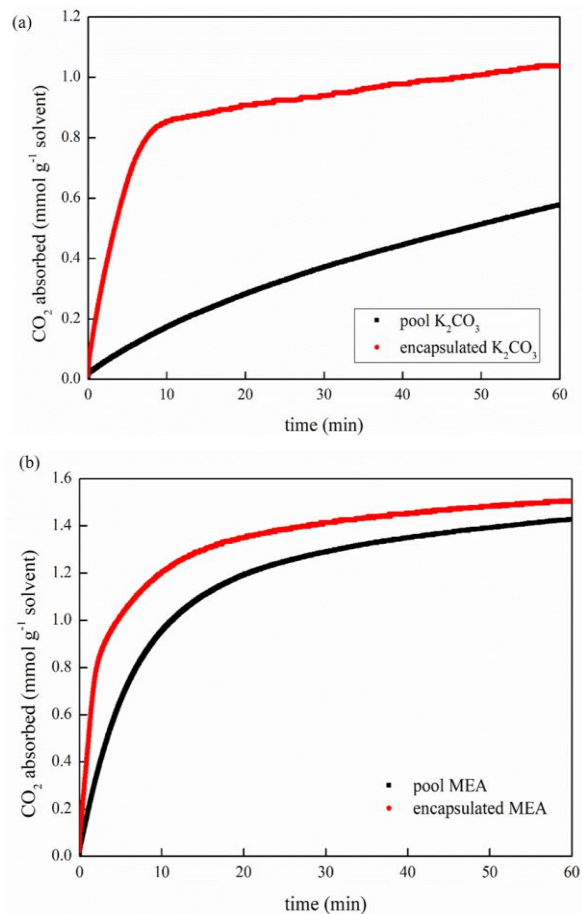 (a)
1.2
1.0
0.8
0.6
0.4
0.2
0.0
CO₂ absorbed (mmol g⁻¹ solvent)
pool K₂CO₃
encapsulated K₂CO₃
0 10 20 30 40 50 60
time (min)
(b)
1.6
1.4
1.2
1.0
0.8
0.6
0.4
0.2
0.0
CO₂ absorbed (mmol g⁻¹ solvent)
pool MEA
encapsulated MEA
0 10 20 30 40 50 60
time (min)